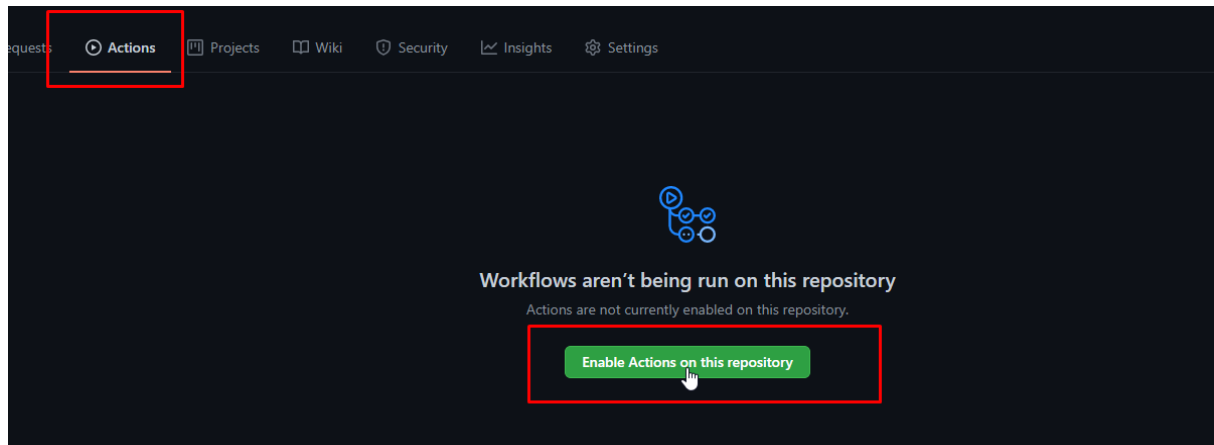 equests Actions Projects Wiki Security Insights Settings
Workflows aren't being run on this repository
Actions are not currently enabled on this repository.
Enable Actions on this repository